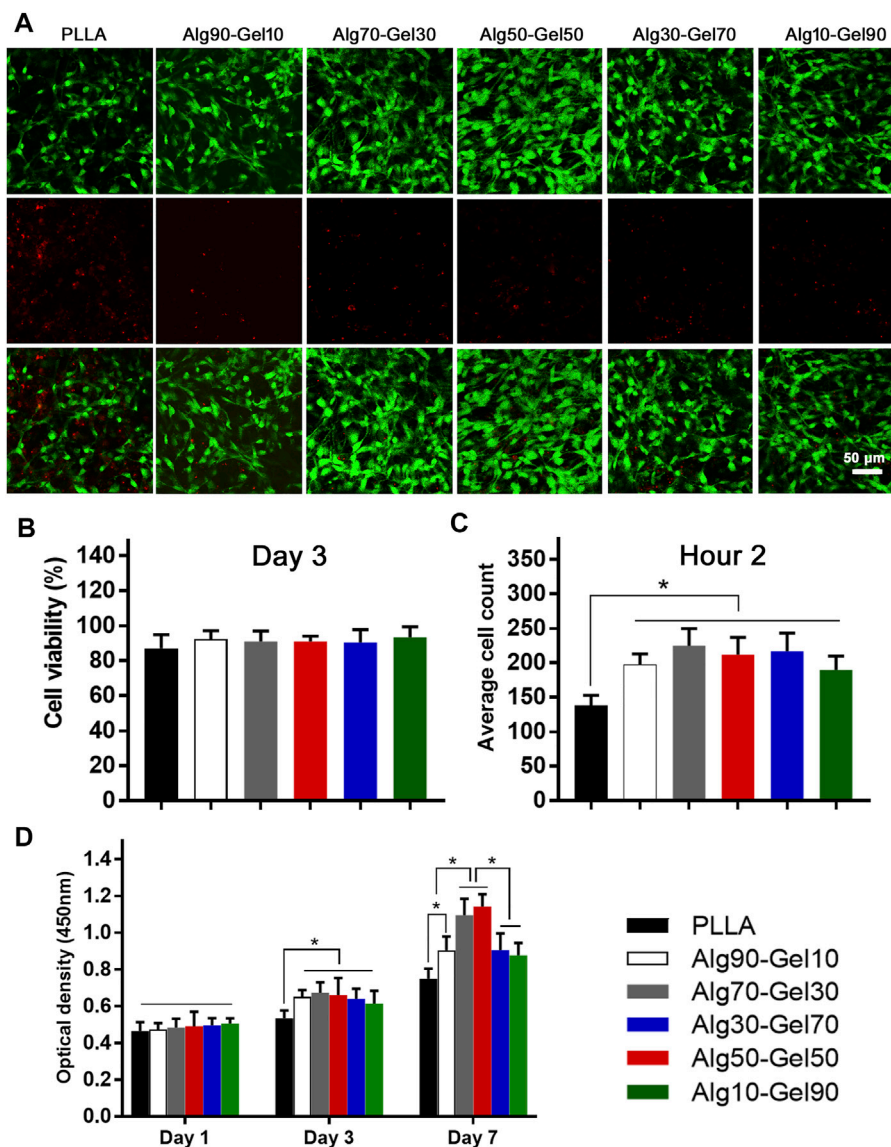 A
PLLA Alg90-Gel10 Alg70-Gel30 Alg50-Gel50 Alg30-Gel70 Alg10-Gel90
50 µm
B
Day 3
Cell viability (%)
140
120
100
80
60
40
20
0
C
Hour 2
Average cell count
350
300
250
200
150
100
50
0
*
D
Optical density (450nm)
1.4
1.2
1.0
0.8
0.6
0.4
0.2
0.0
*
*
*
*
Day 1 Day 3 Day 7
PLLA
Alg90-Gel10
Alg70-Gel30
Alg30-Gel70
Alg50-Gel50
Alg10-Gel90